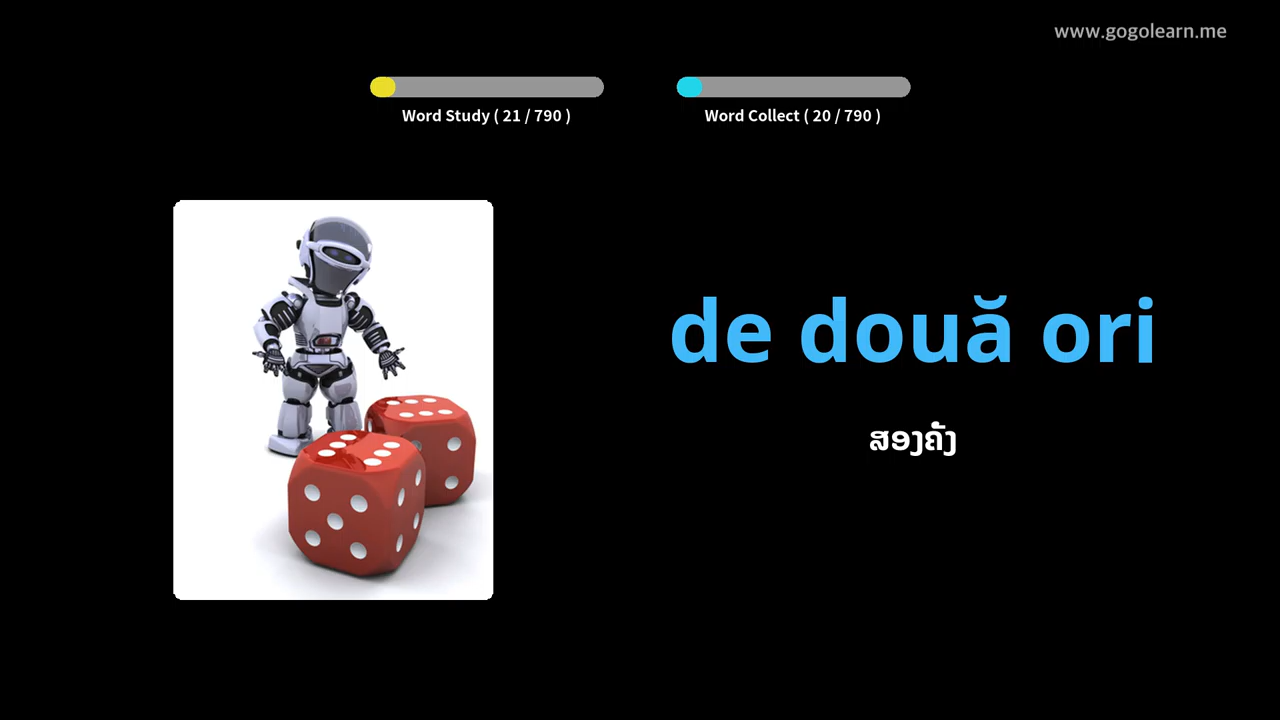 www.gogolearn.me
Word Study ( 21 / 790 )
Word Collect ( 20 / 790 )
de două ori
ສອງຄັ້ງ